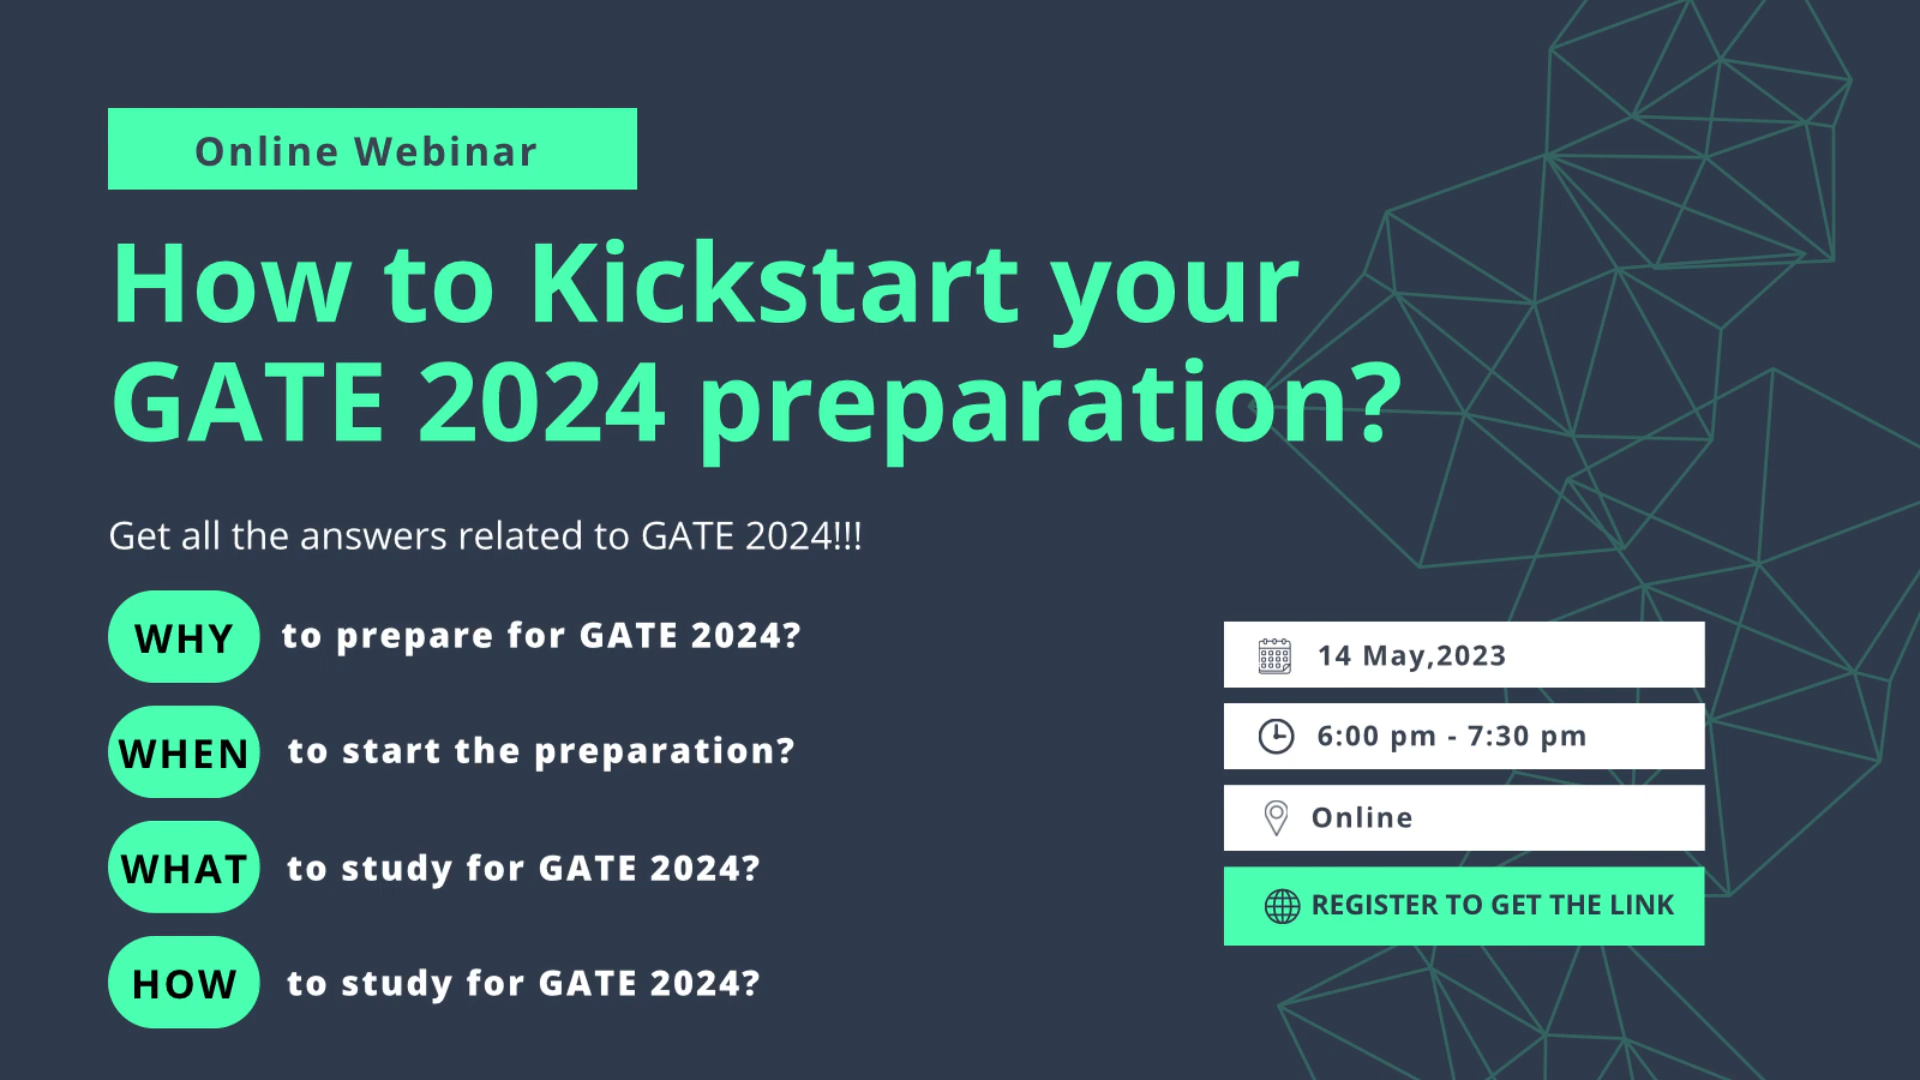 Online Webinar
How to Kickstart your
GATE 2024 preparation?
Get all the answers related to GATE 2024!!!
WHY to prepare for GATE 2024?
WHEN to start the preparation?
WHAT to study for GATE 2024?
HOW to study for GATE 2024?
14 May,2023
6:00 pm - 7:30 pm
Online
REGISTER TO GET THE LINK